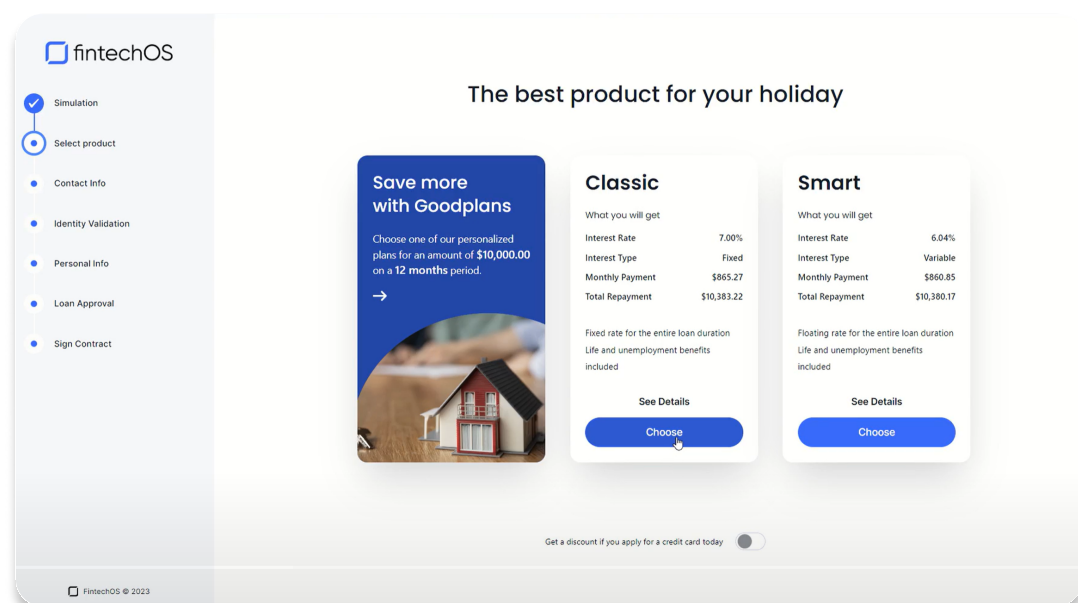 fintechOS
Simulation
Select product
Contact Info
Identity Validation
Personal Info
Loan Approval
Sign Contract
FintechOS © 2023
The best product for your holiday
Save more
with Goodplans
Choose one of our personalized
plans for an amount of $10,000.00
on a 12 months period.
Classic
What you will get
Interest Rate 7.00%
Interest Type Fixed
Monthly Payment $865.27
Total Repayment $10,383.22
Fixed rate for the entire loan duration
Life and unemployment benefits
included
See Details
Choose
Smart
What you will get
Interest Rate 6.04%
Interest Type Variable
Monthly Payment $860.85
Total Repayment $10,380.17
Floating rate for the entire loan duration
Life and unemployment benefits
included
See Details
Choose
Get a discount if you apply for a credit card today